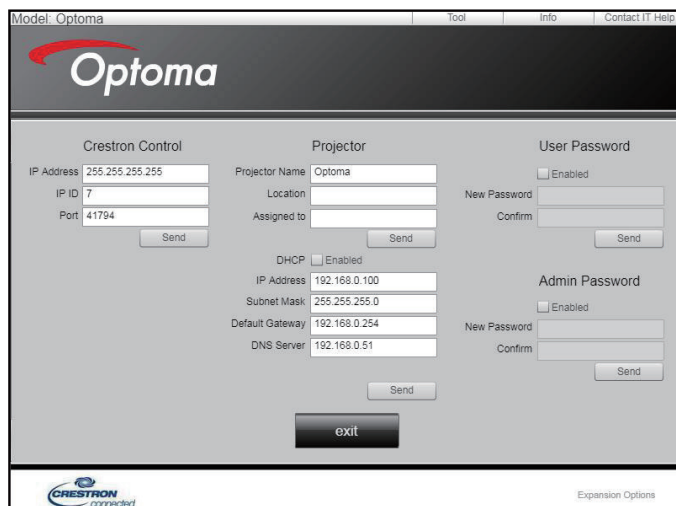 Model: Optoma Tool Info Contact IT Help
Optoma
Crestron Control
IP Address 255.255.255.255
IP ID 7
Port 41794
Send
Projector
Projector Name Optoma
Location
Assigned to
Send
DHCP Enabled
IP Address 192.168.0.100
Subnet Mask 255.255.255.0
Default Gateway 192.168.0.254
DNS Server 192.168.0.51
Send
exit
User Password
Enabled
New Password
Confirm
Send
Admin Password
Enabled
New Password
Confirm
Send
CRESTRON
connected
Expansion Options